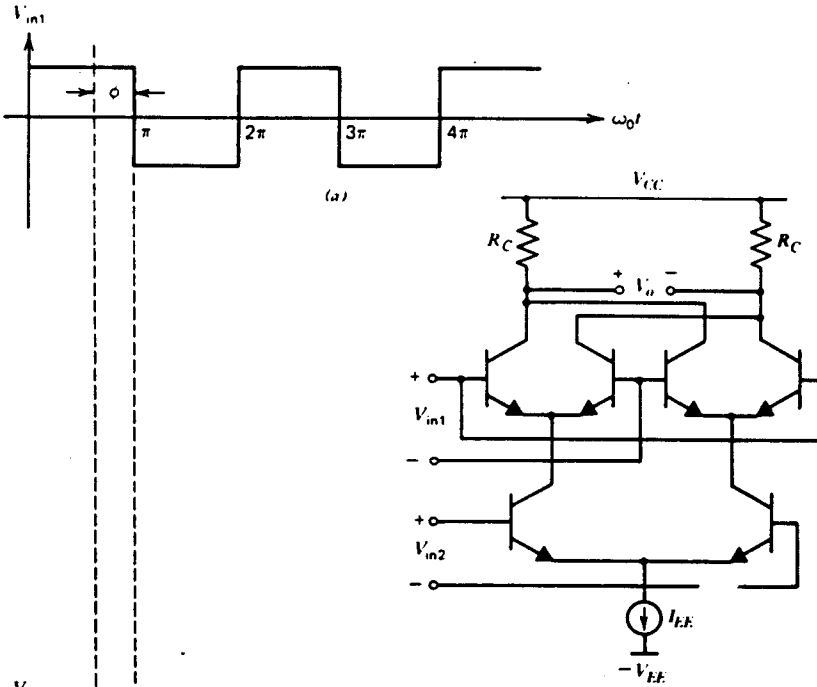 V_in1
ϕ
π
2π
3π
4π
ω₀t
(a)
V_CC
R_C
R_C
+
V_o
−
+
V_in1
−
+
V_in2
−
I_EE
−V_EE
V